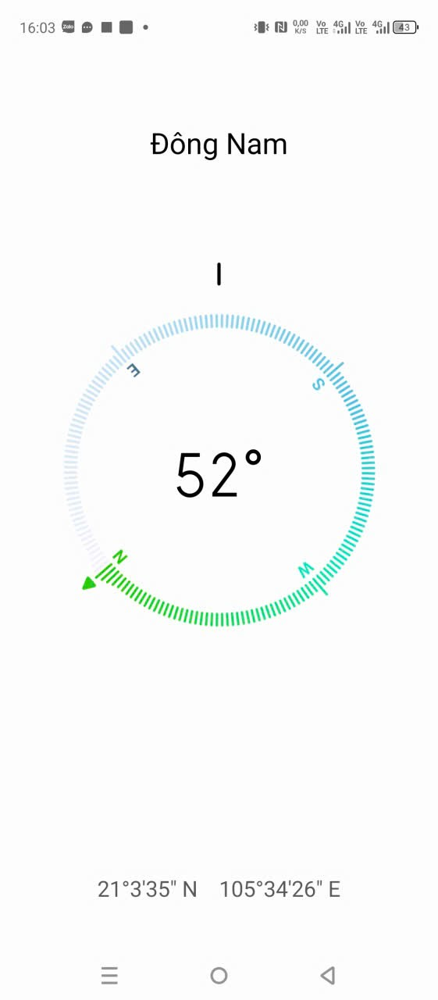 16:03 Zalo 0,00 K/S Vo LTE 4G Vo LTE 4G 43
Đông Nam
E
S
52°
N
W
21°3'35" N 105°34'26" E